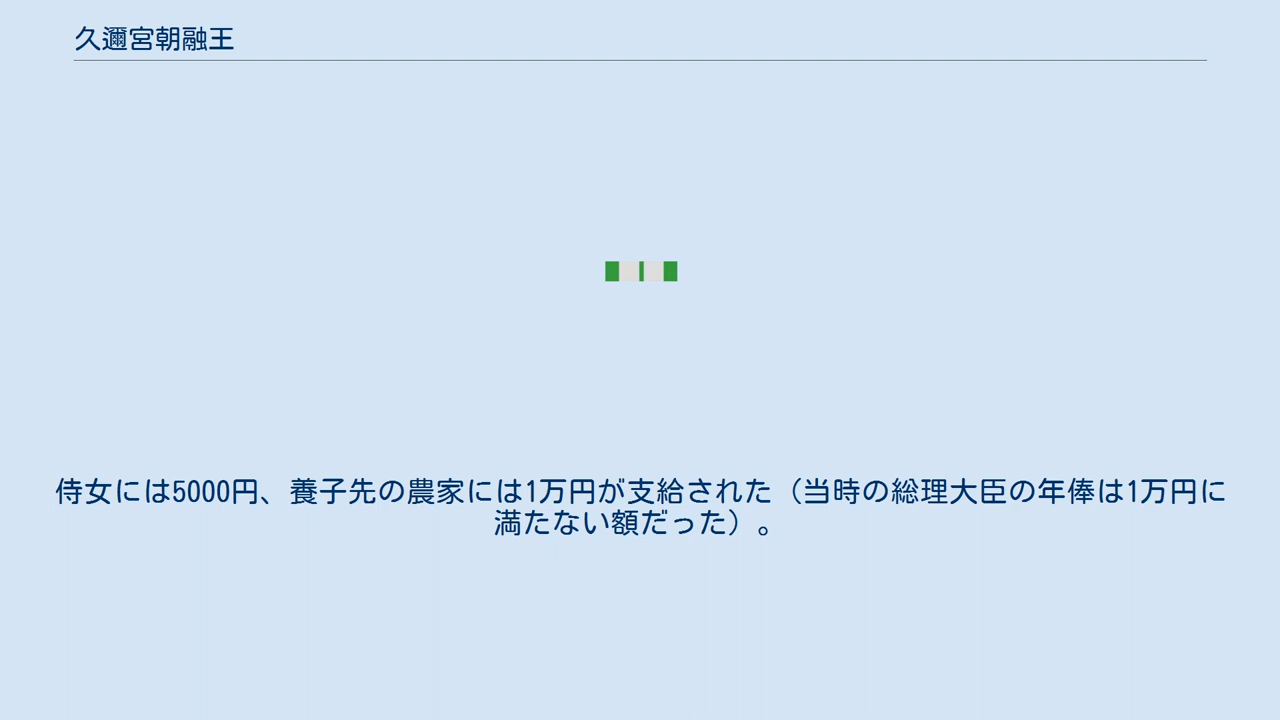 久邇宮朝融王
侍女には5000円、養子先の農家には1万円が支給された（当時の総理大臣の年俸は1万円に
満たない額だった）。